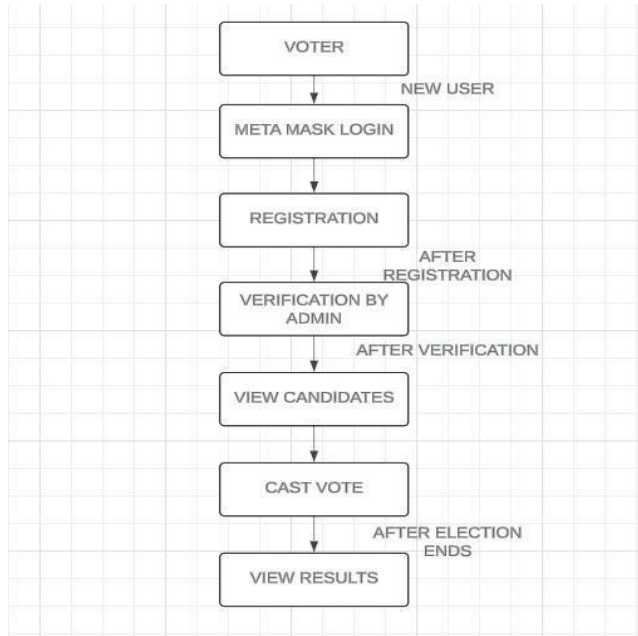 VOTER
NEW USER
META MASK LOGIN
REGISTRATION
AFTER
REGISTRATION
VERIFICATION BY
ADMIN
AFTER VERIFICATION
VIEW CANDIDATES
CAST VOTE
AFTER ELECTION
ENDS
VIEW RESULTS